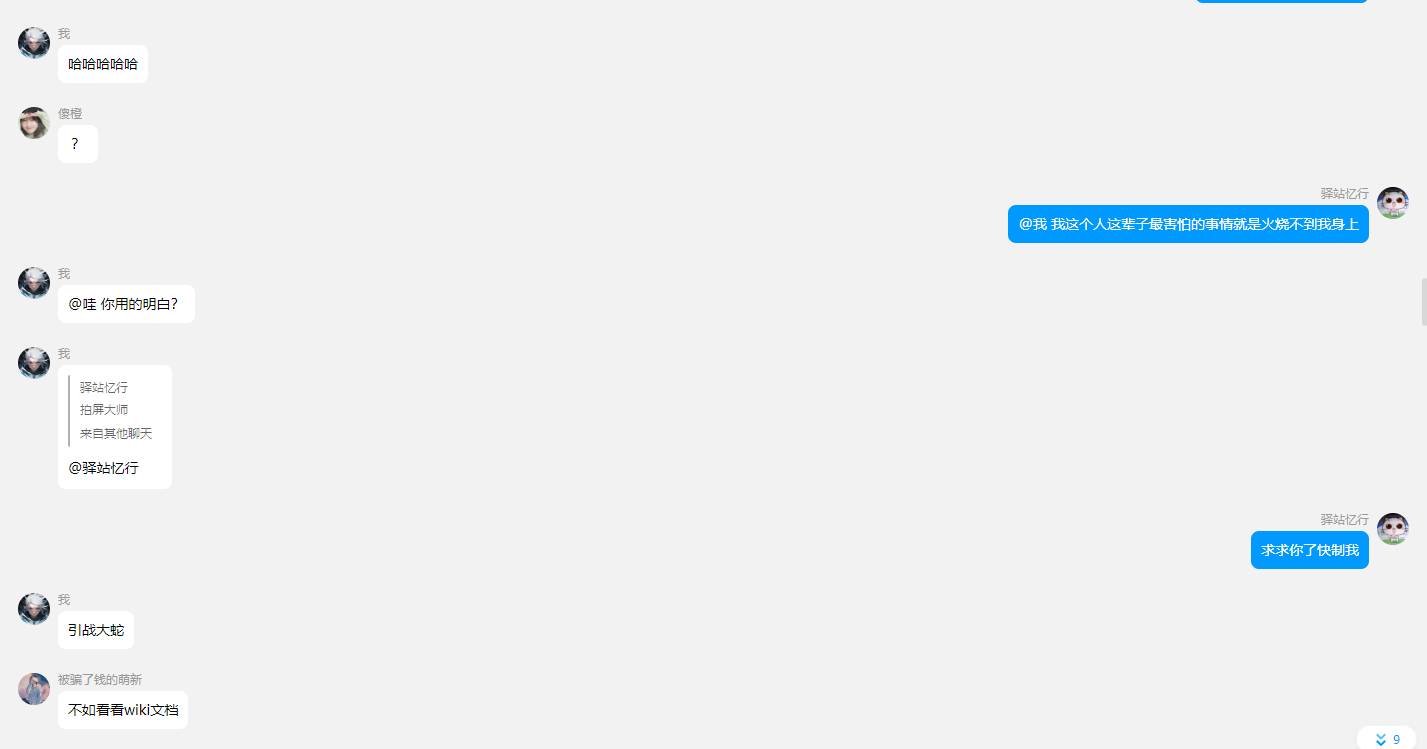 我
哈哈哈哈哈
傻橙
？
驿站忆行
@我 我这个人这辈子最害怕的事情就是火烧不到我身上
我
@哇 你用的明白？
我
驿站忆行
拍屏大师
来自其他聊天
@驿站忆行
驿站忆行
求求你了快制我
我
引战大蛇
被骗了钱的萌新
不如看看wiki文档
9